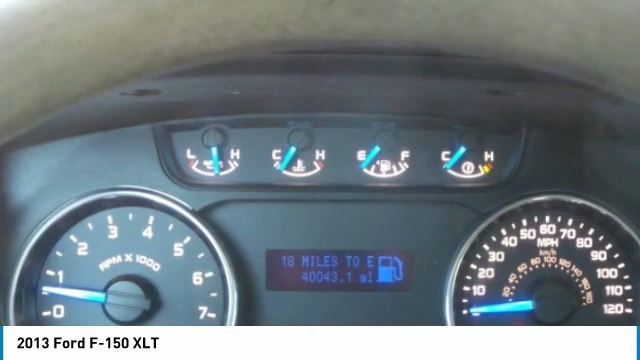 L H C H E F C H
1 2 3 4 5 6 7 0
RPM X 1000
18 MILES TO E
40043.1 mi
10 20 30 40 50 60 70 80 90 100 110 120
MPH
km/h
2013 Ford F-150 XLT